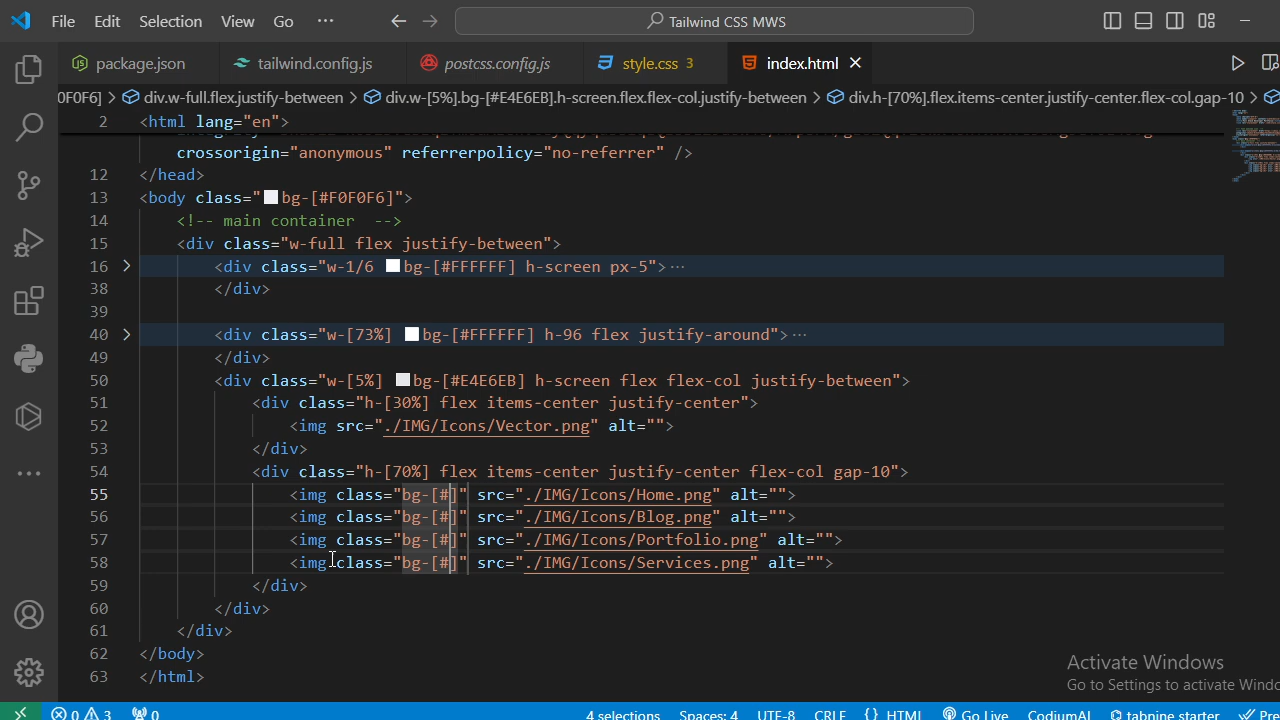 File Edit Selection View Go ··· Tailwind CSS MWS
package.json tailwind.config.js postcss.config.js style.css 3 index.html
0F0F6] > div.w-full.flex.justify-between > div.w-[5%].bg-[#E4E6EB].h-screen.flex.flex-col.justify-between > div.h-[70%].flex.items-center.justify-center.flex-col.gap-10 >
2 <html lang="en">
crossorigin="anonymous" referrerpolicy="no-referrer" />
12 </head>
13 <body class="bg-[#F0F0F6]">
14 <!-- main container -->
15 <div class="w-full flex justify-between">
16 > <div class="w-1/6 bg-[#FFFFFF] h-screen px-5">···
38 </div>
39
40 > <div class="w-[73%] bg-[#FFFFFF] h-96 flex justify-around">···
49 </div>
50 <div class="w-[5%] bg-[#E4E6EB] h-screen flex flex-col justify-between">
51 <div class="h-[30%] flex items-center justify-center">
52 <img src="./IMG/Icons/Vector.png" alt="">
53 </div>
54 <div class="h-[70%] flex items-center justify-center flex-col gap-10">
55 <img class="bg-[#]" src="./IMG/Icons/Home.png" alt="">
56 <img class="bg-[#]" src="./IMG/Icons/Blog.png" alt="">
57 <img class="bg-[#]" src="./IMG/Icons/Portfolio.png" alt="">
58 <img class="bg-[#]" src="./IMG/Icons/Services.png" alt="">
59 </div>
60 </div>
61 </div>
62 </body>
63 </html>
Activate Windows
Go to Settings to activate Windo
0 3 0 4 selections Spaces: 4 UTF-8 CRLF {} HTML Go Live CodiumAI tabnine starter Pre